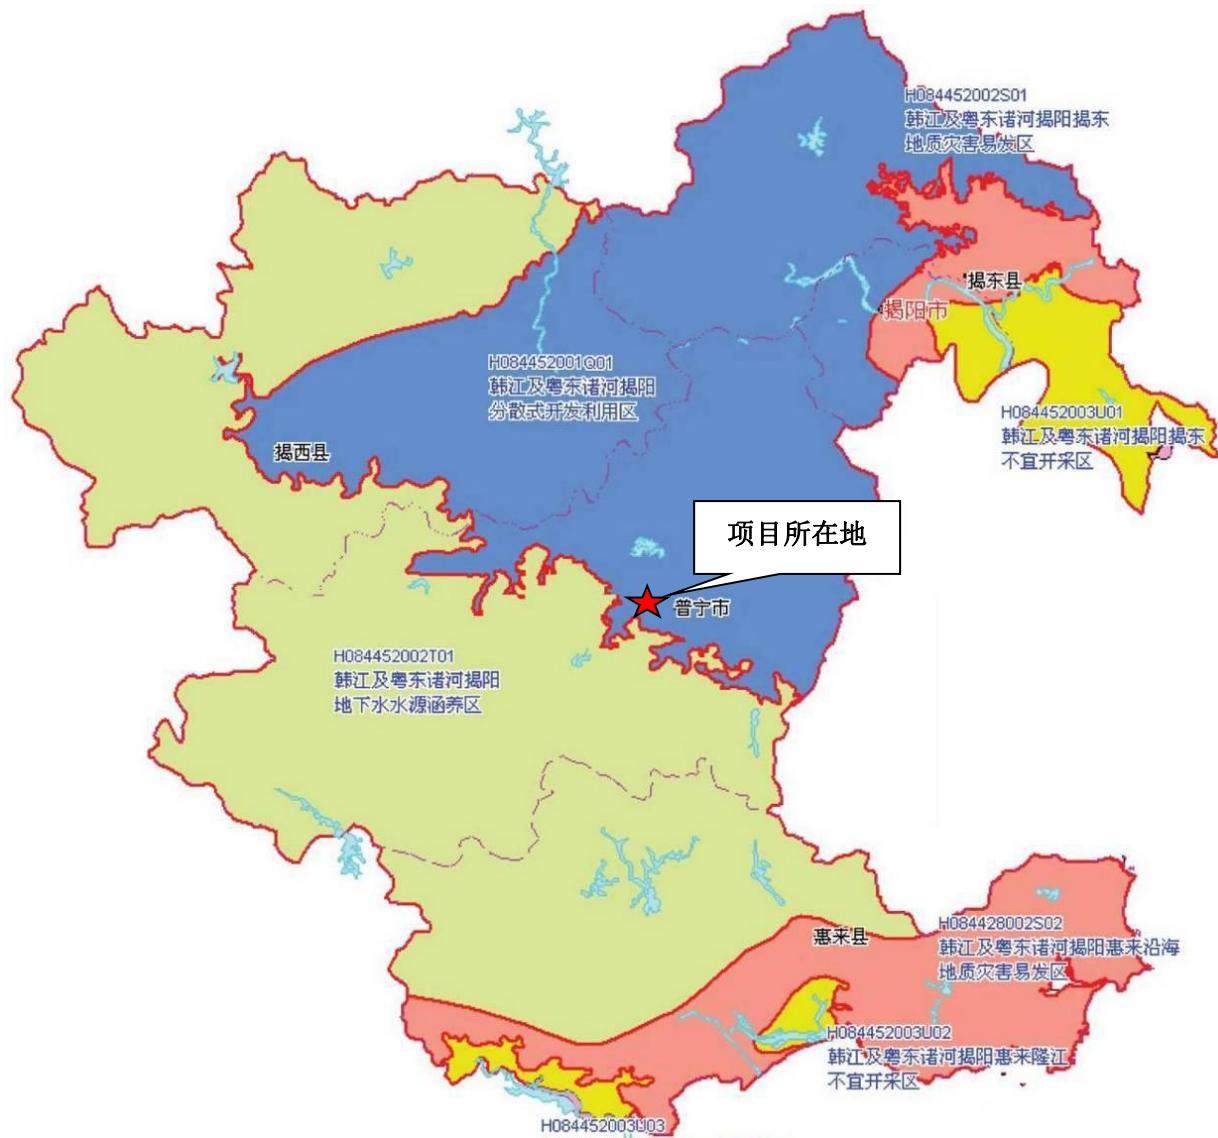 H084452002S01
韩江及粤东诸河揭阳揭东
地质灾害易发区
揭东县
揭阳市
H084452001Q01
韩江及粤东诸河揭阳
分散式开发利用区
H084452003U01
韩江及粤东诸河揭阳揭东
不宜开采区
揭西县
项目所在地
普宁市
H084452002T01
韩江及粤东诸河揭阳
地下水水源涵养区
惠来县
H084428002S02
韩江及粤东诸河揭阳惠来沿海
地质灾害易发区
H084452003U02
韩江及粤东诸河揭阳惠来隆江
不宜开采区
H084452003U03